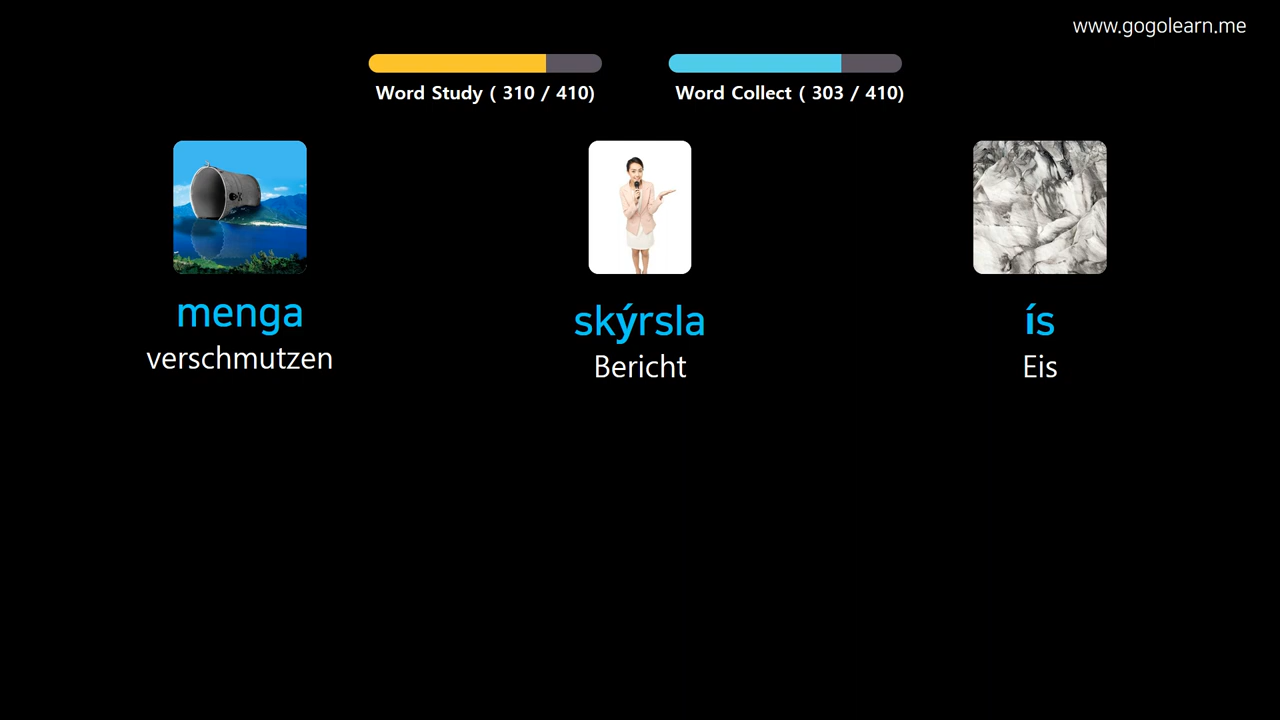 www.gogolearn.me
Word Study ( 310 / 410)
Word Collect ( 303 / 410)
menga
verschmutzen
skýrsla
Bericht
ís
Eis